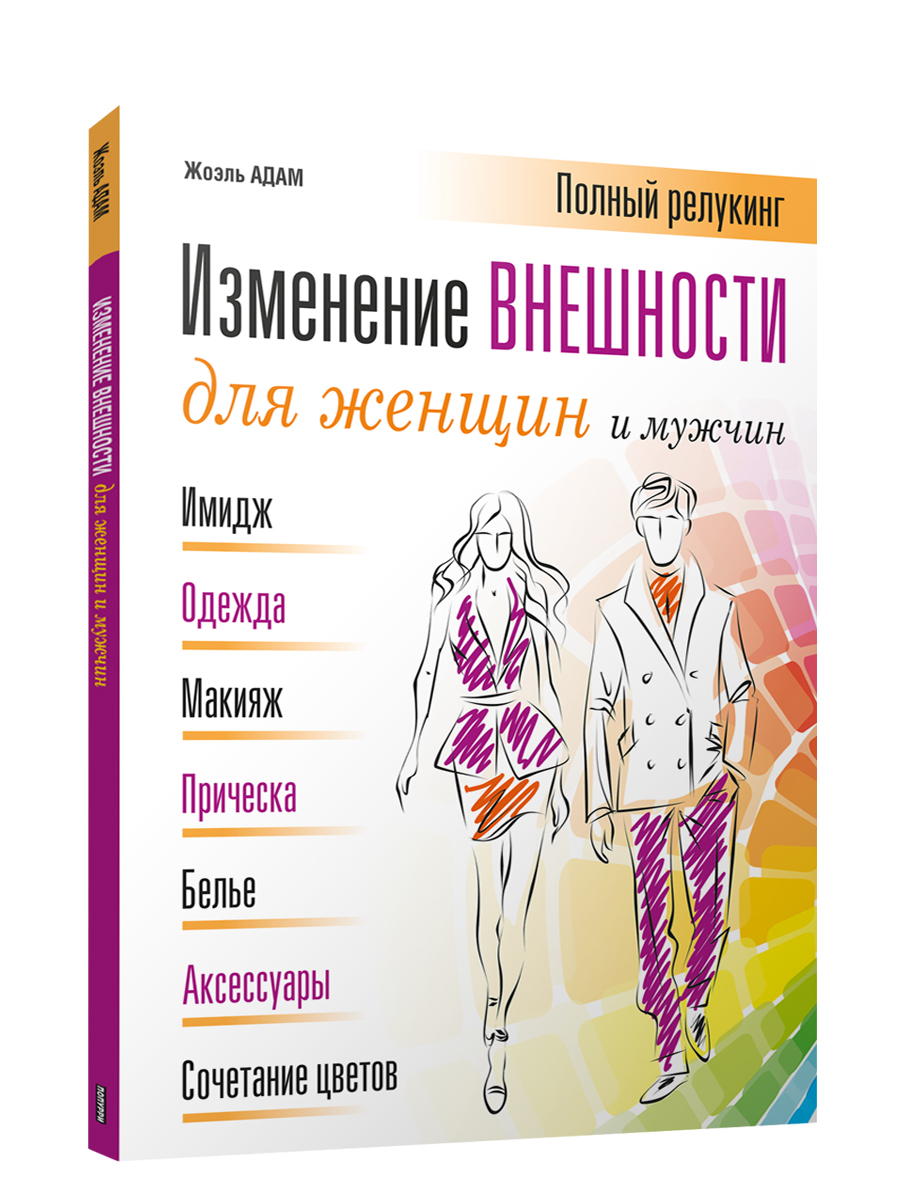 Жоэль АДАМ
Полный релукинг
Изменение ВНЕШНОСТИ
для женщин и мужчин
Имидж
Одежда
Макияж
Прическа
Белье
Аксессуары
Сочетание цветов
Жоэль АДАМ
ИЗМЕНЕНИЕ ВНЕШНОСТИ для женщин и мужчин
ПОПУРРИ